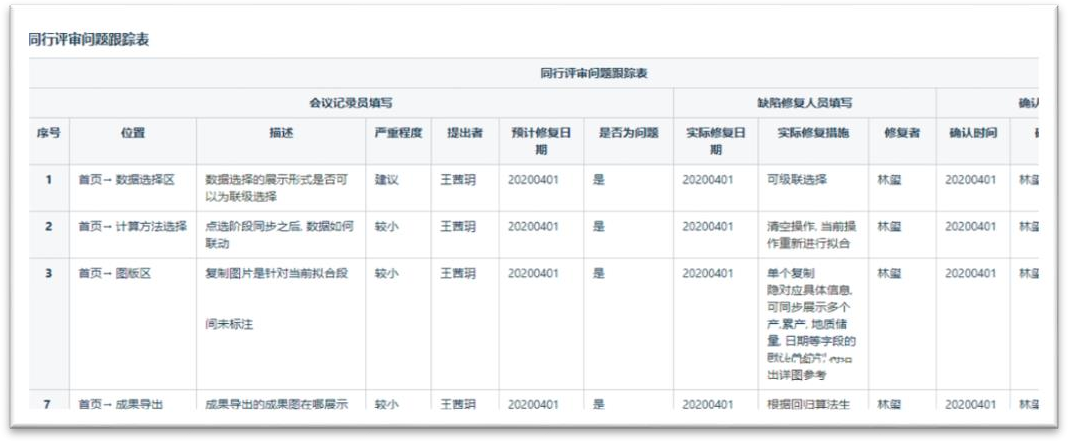 同行评审问题跟踪表
同行评审问题跟踪表
会议记录员填写 缺陷修复人员填写
序号 位置 描述 严重程度 提出者 预计修复日 是否为问题 实际修复日 实际修复措施 修复者 确认时间
期 期
1 首页→ 数据选择区 数据选择的展示形式是否可 建议 王茜玥 20200401 是 20200401 可级联选择 林玺 20200401 林玺
以为联级选择
2 首页→ 计算方法选择 点选阶段同步之后, 数据如何 较小 王茜玥 20200401 是 20200401 清空操作, 当前操 林玺 20200401 林玺
联动 作重新进行拟合
3 首页→ 图版区 复制图片是针对当前拟合段 较小 王茜玥 20200401 是 20200401 单个复制 林玺 20200401 林玺
隐对应具体信息,
可同步展示多个
间未标注 产,累产, 地质储
量, 日期等字段的
出详图参考
7 首页→ 成果导出 成果导出的成果图在哪展示 较小 王茜玥 20200401 是 20200401 根据回归算法生 林玺 20200401 林玺